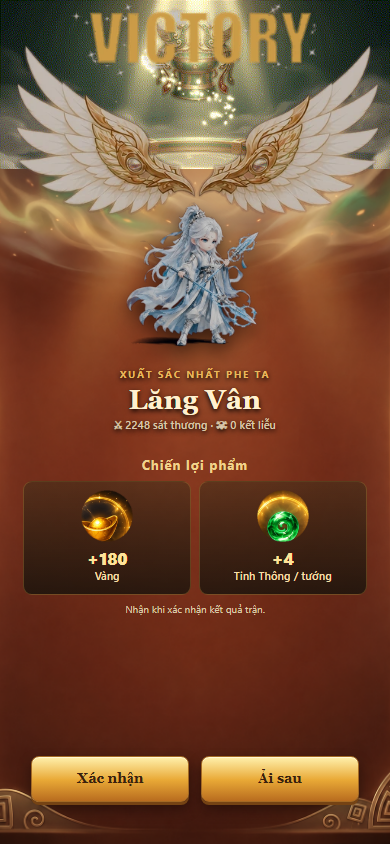 VICTORY
XUẤT SẮC NHẤT PHE TA
Lăng Vân
2248 sát thương · 0 kết liễu
Chiến lợi phẩm
+180
Vàng
+4
Tinh Thông / tướng
Nhận khi xác nhận kết quả trận.
Xác nhận
Ải sau